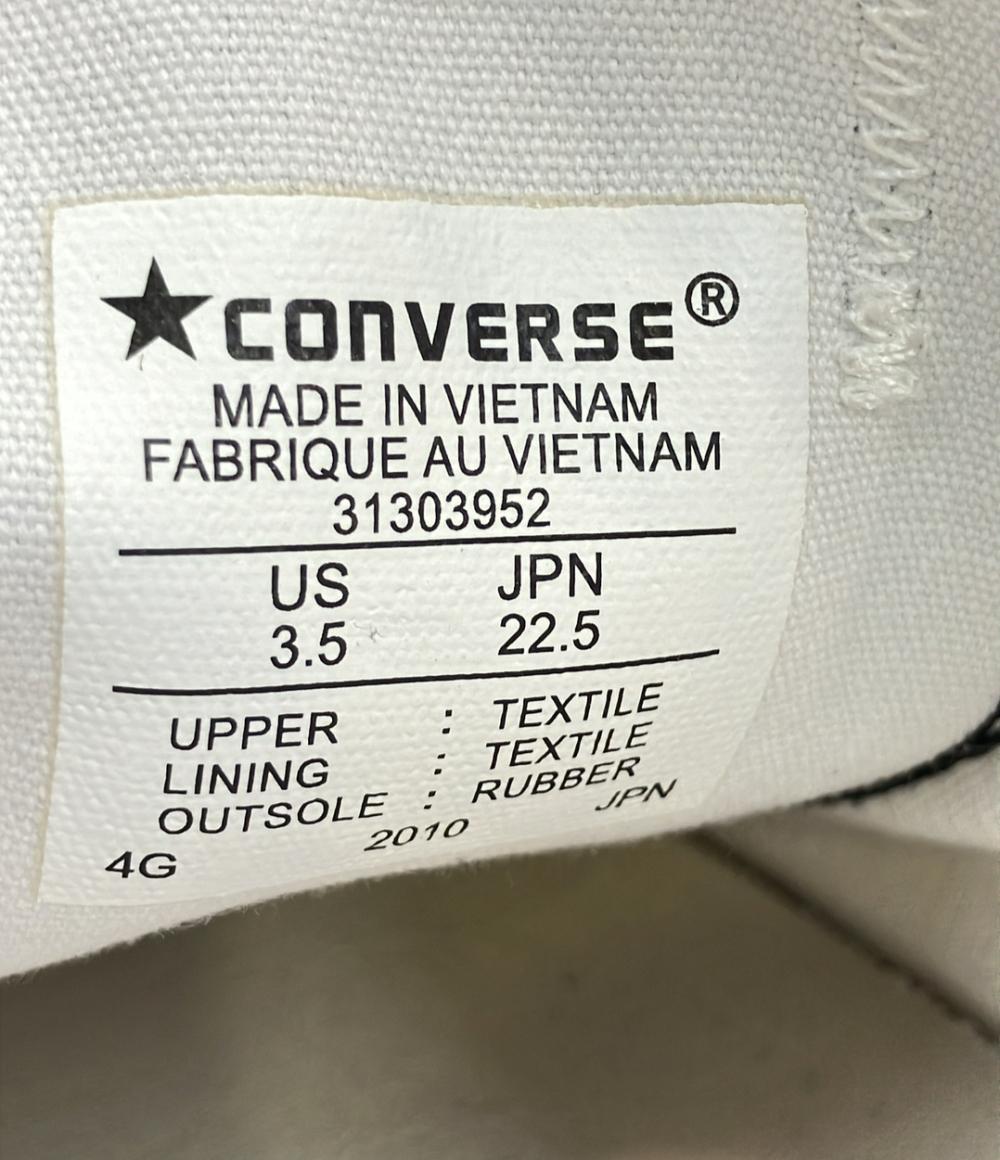 ★CONVERSE®
MADE IN VIETNAM
FABRIQUE AU VIETNAM
31303952
US JPN
3.5 22.5
UPPER : TEXTILE
LINING : TEXTILE
OUTSOLE : RUBBER
4G 2010 JPN